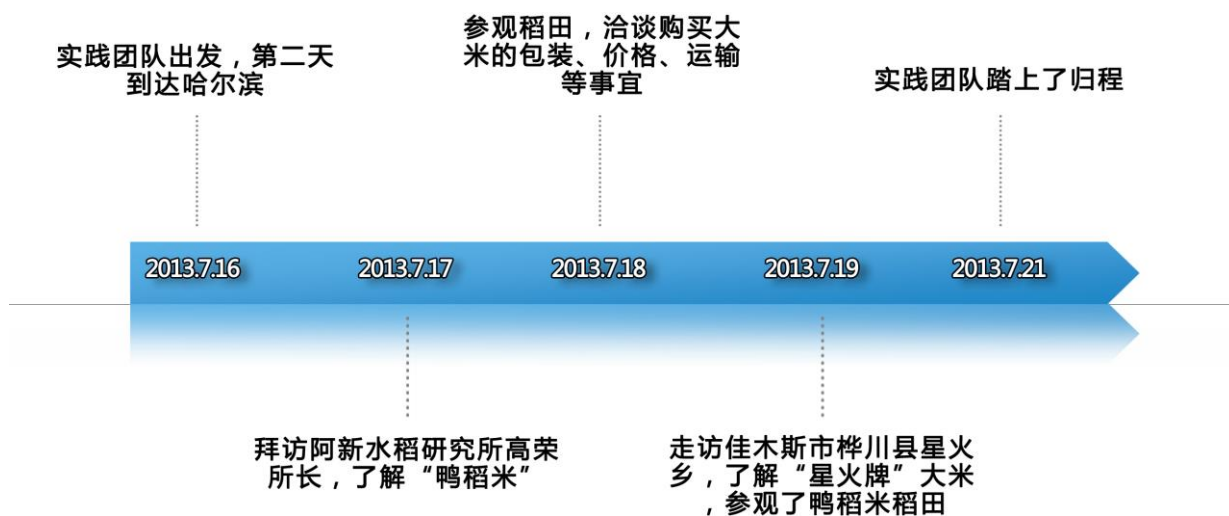 实践团队出发，第二天
到达哈尔滨
参观稻田，洽谈购买大
米的包装、价格、运输
等事宜
实践团队踏上了归程
2013.7.16
2013.7.17
2013.7.18
2013.7.19
2013.7.21
拜访阿新水稻研究所高荣
所长，了解“鸭稻米”
走访佳木斯市桦川县星火
乡，了解“星火牌”大米
，参观了鸭稻米稻田